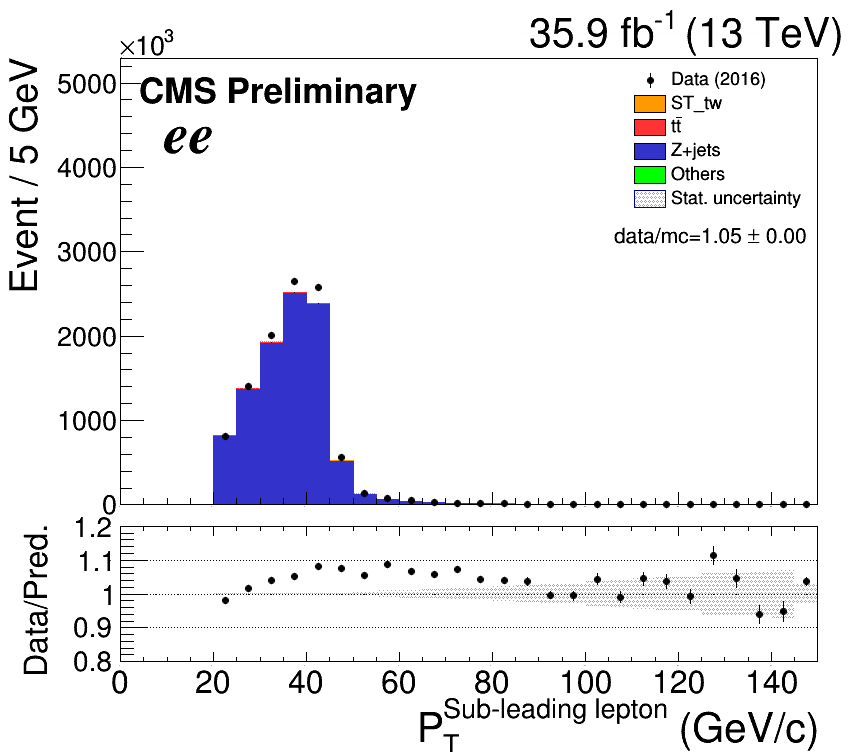 35.9 fb⁻¹ (13 TeV)
×10³
CMS Preliminary
ee
Event / 5 GeV
5000
4000
3000
2000
1000
0
Data (2016)
ST_tw
tt̄
Z+jets
Others
Stat. uncertainty
data/mc=1.05 ± 0.00
Data/Pred.
1.2
1.1
1
0.9
0.8
0 20 40 60 80 100 120 140
P_T^Sub-leading lepton (GeV/c)